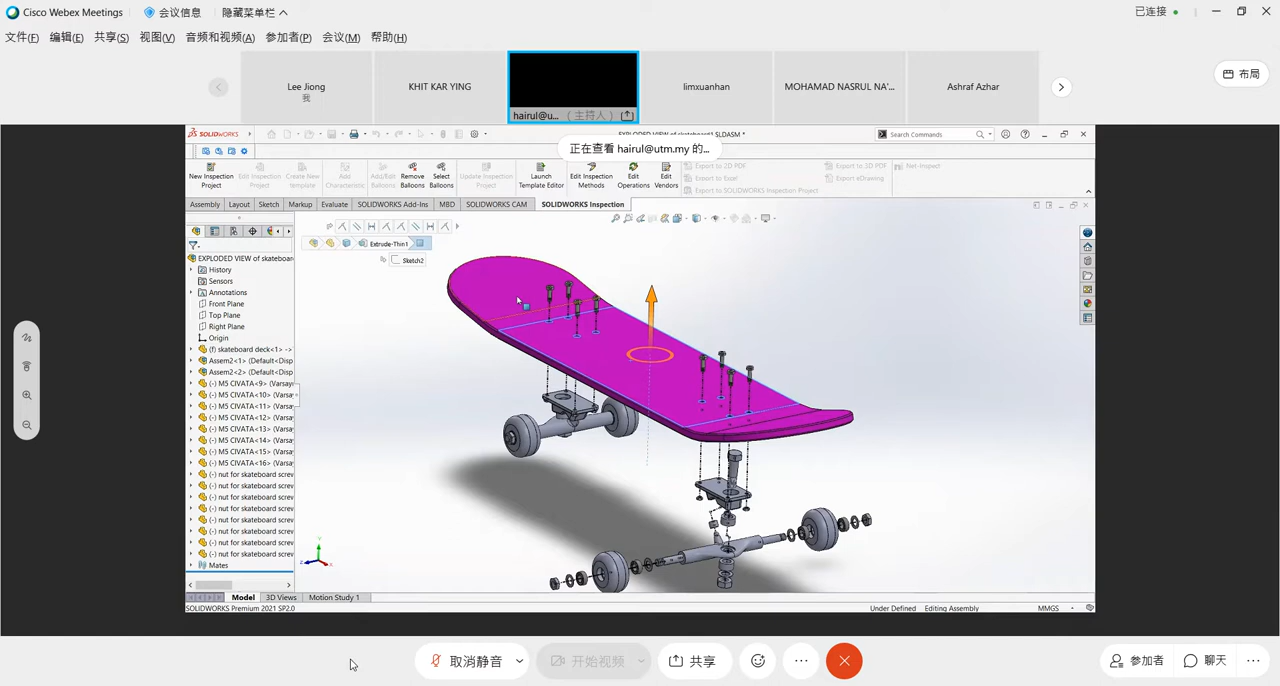 Cisco Webex Meetings 会议信息 隐藏菜单栏 已连接
文件(F) 编辑(E) 共享(S) 视图(V) 音频和视频(A) 参加者(P) 会议(M) 帮助(H)
Lee Jiong
我
KHIT KAR YING
hairul@u... (主持人)
limxuanhan
MOHAMAD NASRUL NA'...
Ashraf Azhar
布局
SOLIDWORKS
EXPLODED VIEW of skateboard1.SLDASM *
Search Commands
正在查看 hairul@utm.my 的...
New Inspection Project
Edit Inspection Project
Create New template
Add Characteristic
Add/Edit Balloons
Remove Balloons
Select Balloons
Update Inspection Project
Launch Template Editor
Edit Inspection Methods
Edit Operations
Edit Vendors
Export to 2D PDF
Export to Excel
Export to SOLIDWORKS Inspection Project
Export to 3D PDF
Export eDrawing
Net-Inspect
Assembly Layout Sketch Markup Evaluate SOLIDWORKS Add-Ins MBD SOLIDWORKS CAM SOLIDWORKS Inspection
Extrude-Thin1
Sketch2
EXPLODED VIEW of skateboar
History
Sensors
Annotations
Front Plane
Top Plane
Right Plane
Origin
(f) skateboard deck<1> ->
Assem2<1> (Default<Disp
Assem2<2> (Default<Disp
(-) M5 CIVATA<9> (Varsay
(-) M5 CIVATA<10> (Varsa
(-) M5 CIVATA<11> (Varsa
(-) M5 CIVATA<12> (Varsa
(-) M5 CIVATA<13> (Varsa
(-) M5 CIVATA<14> (Varsa
(-) M5 CIVATA<15> (Varsa
(-) M5 CIVATA<16> (Varsa
(-) nut for skateboard screv
(-) nut for skateboard screv
(-) nut for skateboard screv
(-) nut for skateboard screv
(-) nut for skateboard screv
(-) nut for skateboard screv
(-) nut for skateboard screv
(-) nut for skateboard screv
Mates
Model 3D Views Motion Study 1
SOLIDWORKS Premium 2021 SP2.0 Under Defined Editing Assembly MMGS
取消静音 开始视频 共享 参加者 聊天